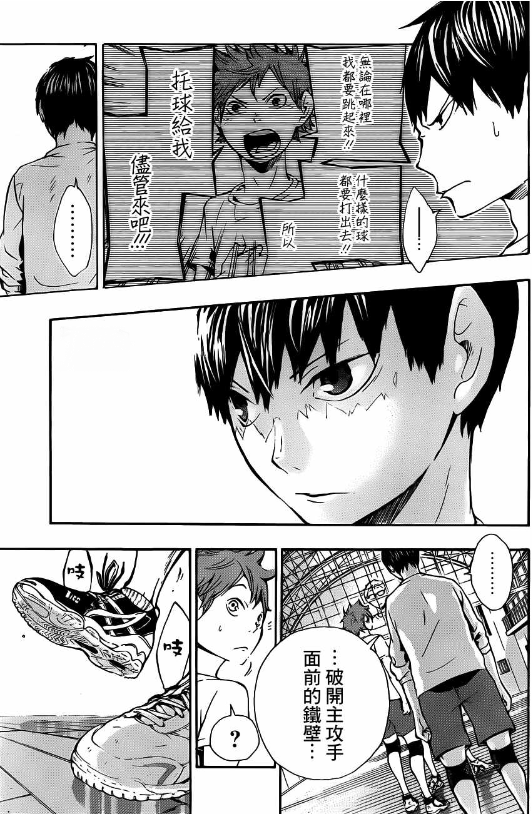 ⋯⋯
無論在哪裡
我都要跳起來!!
什麼樣的球
都要打出去!!
所以
托球給我
儘管來吧!!!
⋯⋯⋯
⋯⋯⋯
⋯破開主攻手
面前的鐵壁⋯
?
吱
吱